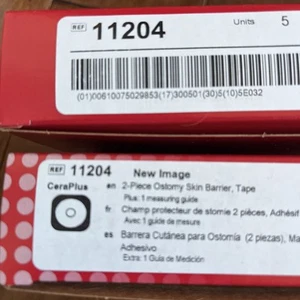 REF 11204 Units 5
(01)00610075029853(17)300501(30)5(10)5E032
REF 11204 New Image
CeraPlus en 2-Piece Ostomy Skin Barrier, Tape
Plus: 1 measuring guide
fr Champ protecteur de stomie 2 pièces, Adhésif
Avec:1 guide de mesure
es Barrera Cutánea para Ostomía (2 piezas), Ma
Adhesivo
Extra: 1 Guía de Medición